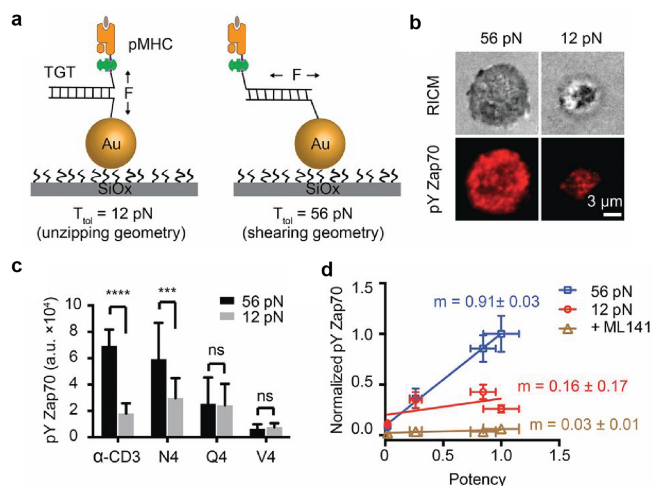 a
pMHC
TGT
F
Au
SiOx
T tol = 12 pN
(unzipping geometry)
F
Au
SiOx
T tol = 56 pN
(shearing geometry)
b
56 pN 12 pN
RICM
pY Zap70
3 μm
c
pY Zap70 (a.u. ×10⁴)
10
8
6
4
2
0
****
***
ns
ns
56 pN
12 pN
α-CD3 N4 Q4 V4
d
Normalized pY Zap70
1.5
1.0
0.5
0.0
m = 0.91± 0.03
m = 0.16 ± 0.17
m = 0.03 ± 0.01
56 pN
12 pN
+ ML141
0.0 0.5 1.0 1.5
Potency